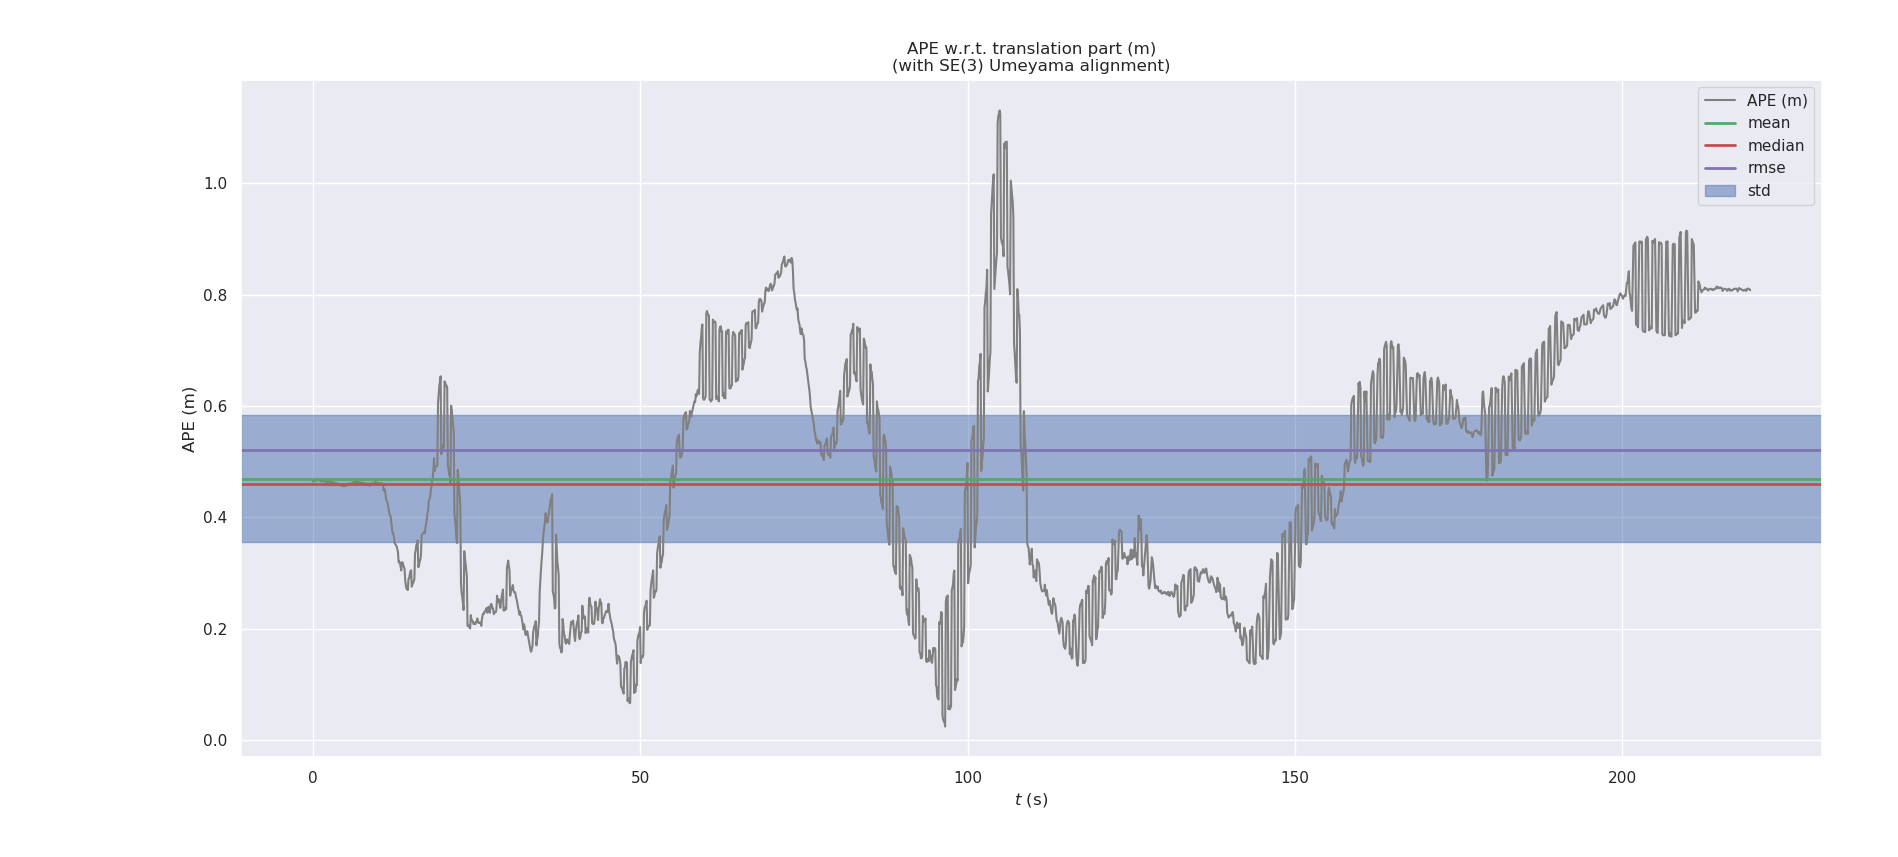 APE w.r.t. translation part (m)
(with SE(3) Umeyama alignment)
APE (m)
mean
median
rmse
std
APE (m)
1.0
0.8
0.6
0.4
0.2
0.0
0
50
100
150
200
t (s)